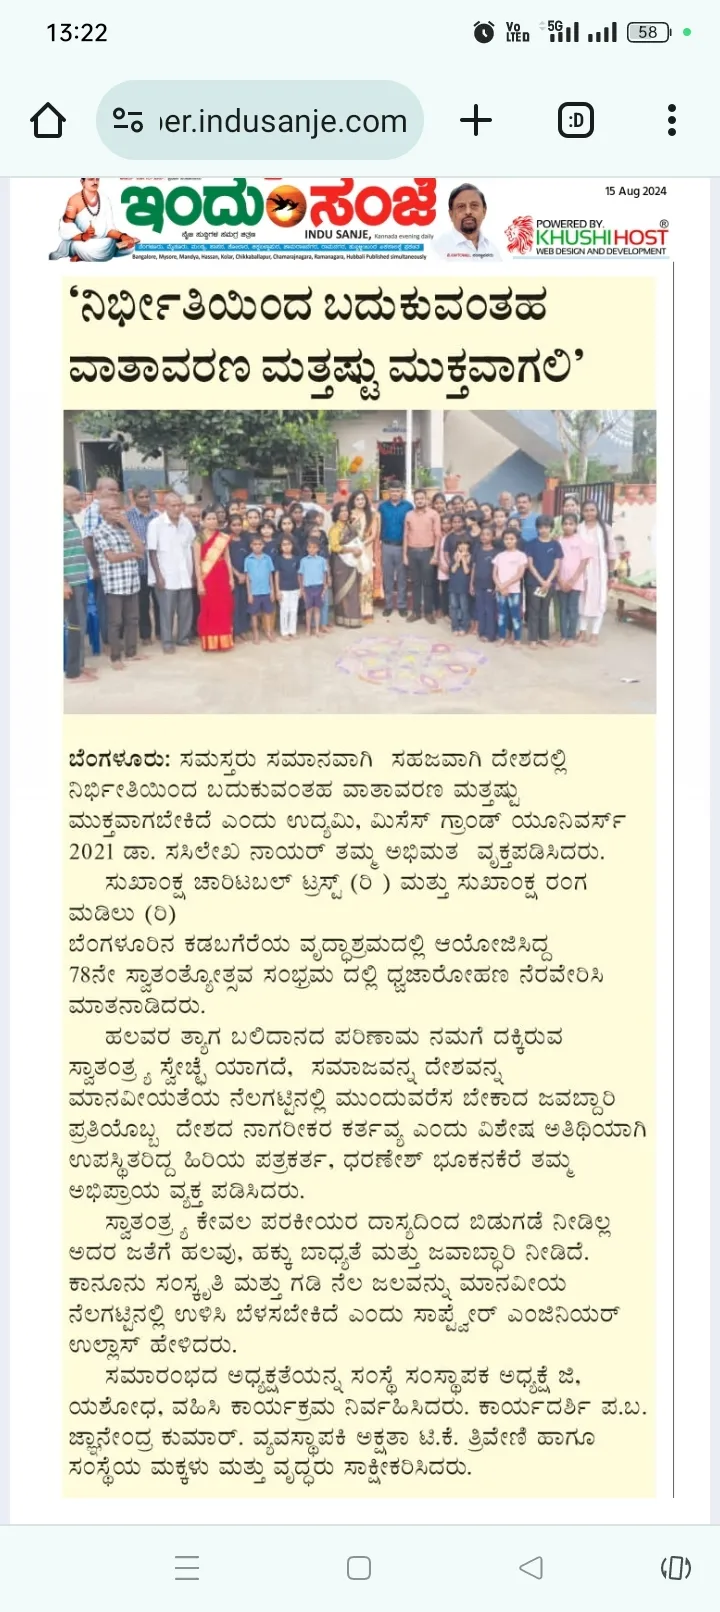 13:22
Vo LTED 5G 58
er.indusanje.com
:D
ಇಂದು ಸಂಜೆ
15 Aug 2024
INDU SANJE, Kannada evening daily
Bangalore, Mysore, Mandya, Hassan, Kolar, Chikkaballapur, Chamarajnagara, Ramanagara, Hubbali Published simultaneously
POWERED BY.
KHUSHI HOST ®
WEB DESIGN AND DEVELOPMENT
‘ನಿರ್ಭೀತಿಯಿಂದ ಬದುಕುವಂತಹ
ವಾತಾವರಣ ಮತ್ತಷ್ಟು ಮುಕ್ತವಾಗಲಿ’
ಬೆಂಗಳೂರು: ಸಮಸ್ತರು ಸಮಾನವಾಗಿ ಸಹಜವಾಗಿ ದೇಶದಲ್ಲಿ
ನಿರ್ಭೀತಿಯಿಂದ ಬದುಕುವಂತಹ ವಾತಾವರಣ ಮತ್ತಷ್ಟು
ಮುಕ್ತವಾಗಬೇಕಿದೆ ಎಂದು ಉದ್ಯಮಿ, ಮಿಸೆಸ್ ಗ್ರಾಂಡ್ ಯೂನಿವರ್ಸ್
2021 ಡಾ. ಸಸಿಲೇಖ ನಾಯರ್ ತಮ್ಮ ಅಭಿಮತ ವ್ಯಕ್ತಪಡಿಸಿದರು.
ಸುಖಾಂಕ್ಷ ಚಾರಿಟಬಲ್ ಟ್ರಸ್ಟ್ (ರಿ ) ಮತ್ತು ಸುಖಾಂಕ್ಷ ರಂಗ
ಮಡಿಲು (ರಿ)
ಬೆಂಗಳೂರಿನ ಕಡಬಗೆರೆಯ ವೃದ್ಧಾಶ್ರಮದಲ್ಲಿ ಆಯೋಜಿಸಿದ್ದ
78ನೇ ಸ್ವಾತಂತ್ರ್ಯೋತ್ಸವ ಸಂಭ್ರಮ ದಲ್ಲಿ ಧ್ವಜಾರೋಹಣ ನೆರವೇರಿಸಿ
ಮಾತನಾಡಿದರು.
ಹಲವರ ತ್ಯಾಗ ಬಲಿದಾನದ ಪರಿಣಾಮ ನಮಗೆ ದಕ್ಕಿರುವ
ಸ್ವಾತಂತ್ರ್ಯ ಸ್ವೇಚ್ಛೆ ಯಾಗದೆ, ಸಮಾಜವನ್ನ ದೇಶವನ್ನ
ಮಾನವೀಯತೆಯ ನೆಲಗಟ್ಟಿನಲ್ಲಿ ಮುಂದುವರೆಸ ಬೇಕಾದ ಜವಬ್ದಾರಿ
ಪ್ರತಿಯೊಬ್ಬ ದೇಶದ ನಾಗರೀಕರ ಕರ್ತವ್ಯ ಎಂದು ವಿಶೇಷ ಅತಿಥಿಯಾಗಿ
ಉಪಸ್ಥಿತರಿದ್ದ ಹಿರಿಯ ಪತ್ರಕರ್ತ, ಧರಣೇಶ್ ಭೂಕನಕೆರೆ ತಮ್ಮ
ಅಭಿಪ್ರಾಯ ವ್ಯಕ್ತ ಪಡಿಸಿದರು.
ಸ್ವಾತಂತ್ರ್ಯ ಕೇವಲ ಪರಕೀಯರ ದಾಸ್ಯದಿಂದ ಬಿಡುಗಡೆ ನೀಡಿಲ್ಲ
ಅದರ ಜತೆಗೆ ಹಲವು, ಹಕ್ಕು ಬಾಧ್ಯತೆ ಮತ್ತು ಜವಾಬ್ಧಾರಿ ನೀಡಿದೆ.
ಕಾನೂನು ಸಂಸ್ಕೃತಿ ಮತ್ತು ಗಡಿ ನೆಲ ಜಲವನ್ನು ಮಾನವೀಯ
ನೆಲಗಟ್ಟಿನಲ್ಲಿ ಉಳಿಸಿ ಬೆಳಸಬೇಕಿದೆ ಎಂದು ಸಾಫ್ಟ್ವೇರ್ ಎಂಜಿನಿಯರ್
ಉಲ್ಲಾಸ್ ಹೇಳಿದರು.
ಸಮಾರಂಭದ ಅಧ್ಯಕ್ಷತೆಯನ್ನ ಸಂಸ್ಥೆ ಸಂಸ್ಥಾಪಕ ಅಧ್ಯಕ್ಷೆ ಜಿ,
ಯಶೋಧ, ವಹಿಸಿ ಕಾರ್ಯಕ್ರಮ ನಿರ್ವಹಿಸಿದರು. ಕಾರ್ಯದರ್ಶಿ ಪ.ಬ.
ಜ್ಞಾನೇಂದ್ರ ಕುಮಾರ್. ವ್ಯವಸ್ಥಾಪಕಿ ಅಕ್ಷತಾ ಟಿ.ಕೆ. ತ್ರಿವೇಣಿ ಹಾಗೂ
ಸಂಸ್ಥೆಯ ಮಕ್ಕಳು ಮತ್ತು ವೃದ್ಧರು ಸಾಕ್ಷೀಕರಿಸಿದರು.